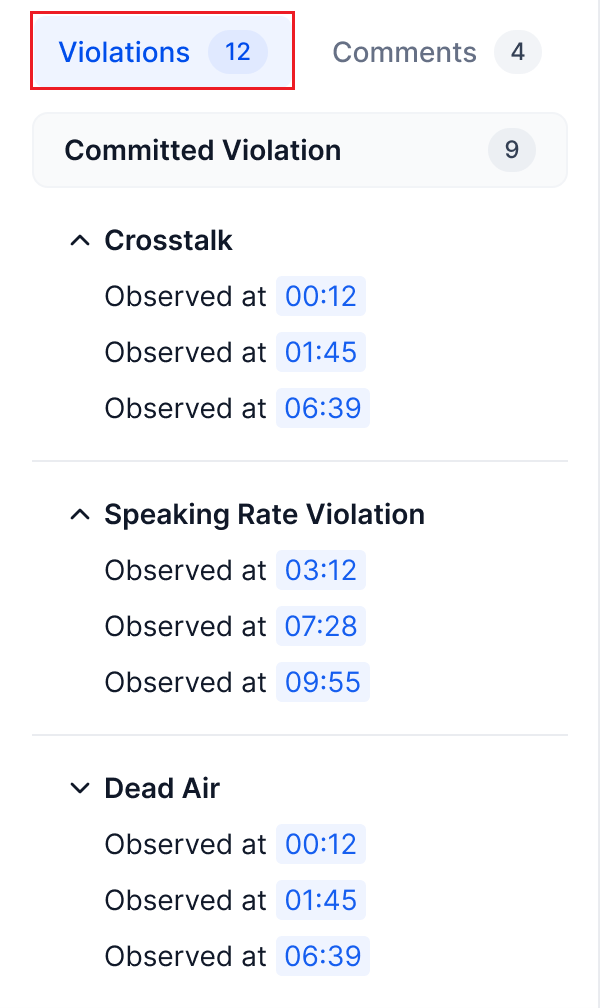 Violations 12 Comments 4
Committed Violation 9
Crosstalk
Observed at 00:12
Observed at 01:45
Observed at 06:39
Speaking Rate Violation
Observed at 03:12
Observed at 07:28
Observed at 09:55
Dead Air
Observed at 00:12
Observed at 01:45
Observed at 06:39